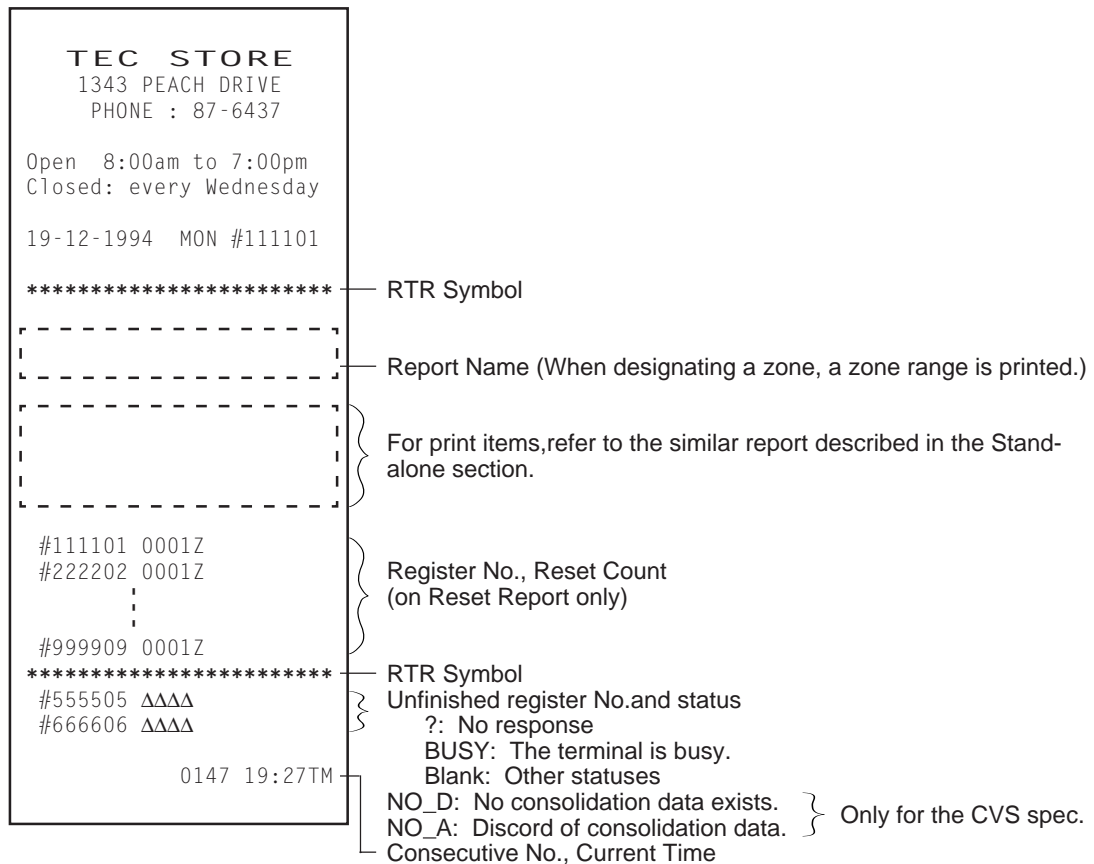 TEC STORE
1343 PEACH DRIVE
PHONE : 87-6437
Open 8:00am to 7:00pm
Closed: every Wednesday
19-12-1994 MON #111101
************************
RTR Symbol
Report Name (When designating a zone, a zone range is printed.)
For print items,refer to the similar report described in the Stand-
alone section.
#111101 0001Z
#222202 0001Z
#999909 0001Z
Register No., Reset Count
(on Reset Report only)
************************
RTR Symbol
#555505 ΔΔΔΔ
#666606 ΔΔΔΔ
Unfinished register No.and status
?: No response
BUSY: The terminal is busy.
Blank: Other statuses
NO_D: No consolidation data exists.
NO_A: Discord of consolidation data.
Only for the CVS spec.
0147 19:27TM
Consecutive No., Current Time